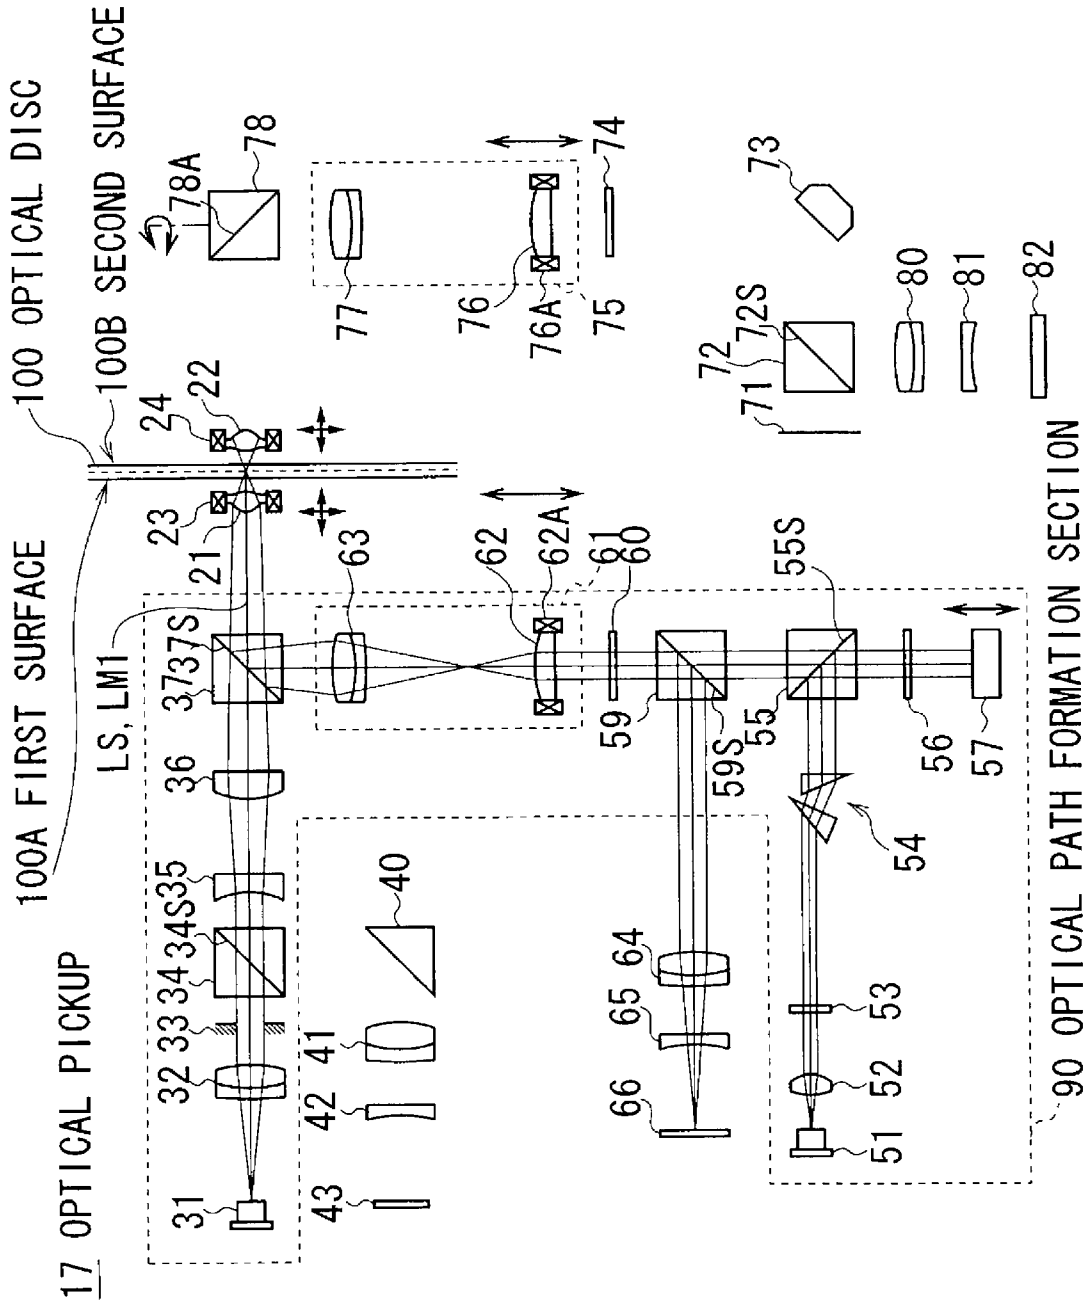 17 OPTICAL PICKUP
100A FIRST SURFACE
100 OPTICAL DISC
100B SECOND SURFACE
LS, LM1
31
32
33
34
34S
35
36
37
37S
21
23
24
22
78A
78
43
42
41
40
63
77
62
62A
61
60
76
76A
75
74
66
65
64
59
59S
55S
71
72
72S
73
51
52
53
54
55
56
57
80
81
82
90 OPTICAL PATH FORMATION SECTION